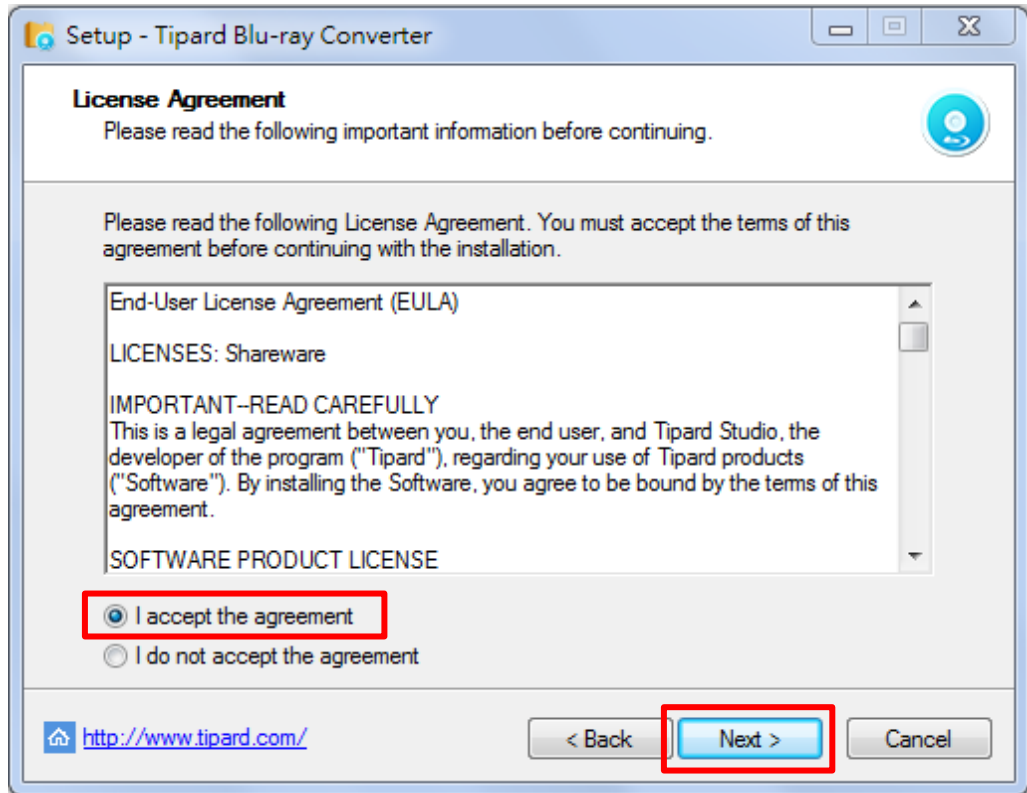 Setup - Tipard Blu-ray Converter
License Agreement
Please read the following important information before continuing.
Please read the following License Agreement. You must accept the terms of this
agreement before continuing with the installation.
End-User License Agreement (EULA)
LICENSES: Shareware
IMPORTANT--READ CAREFULLY
This is a legal agreement between you, the end user, and Tipard Studio, the
developer of the program ("Tipard"), regarding your use of Tipard products
("Software"). By installing the Software, you agree to be bound by the terms of this
agreement.
SOFTWARE PRODUCT LICENSE
I accept the agreement
I do not accept the agreement
http://www.tipard.com/
< Back
Next >
Cancel